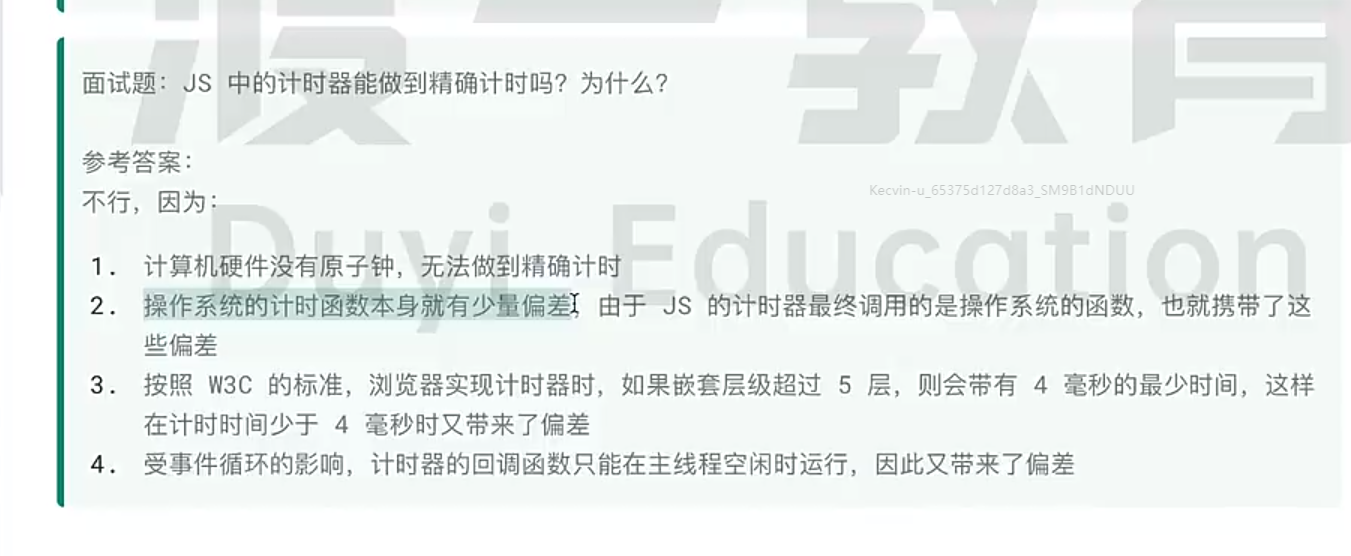 面试题：JS 中的计时器能做到精确计时吗？为什么？
参考答案：
不行，因为：
1. 计算机硬件没有原子钟，无法做到精确计时
2. 操作系统的计时函数本身就有少量偏差，由于 JS 的计时器最终调用的是操作系统的函数，也就携带了这
些偏差
3. 按照 W3C 的标准，浏览器实现计时器时，如果嵌套层级超过 5 层，则会带有 4 毫秒的最少时间，这样
在计时时间少于 4 毫秒时又带来了偏差
4. 受事件循环的影响，计时器的回调函数只能在主线程空闲时运行，因此又带来了偏差
Kecvin-u_65375d127d8a3_SM9B1dNDUU
渡一教育
Duyi Education